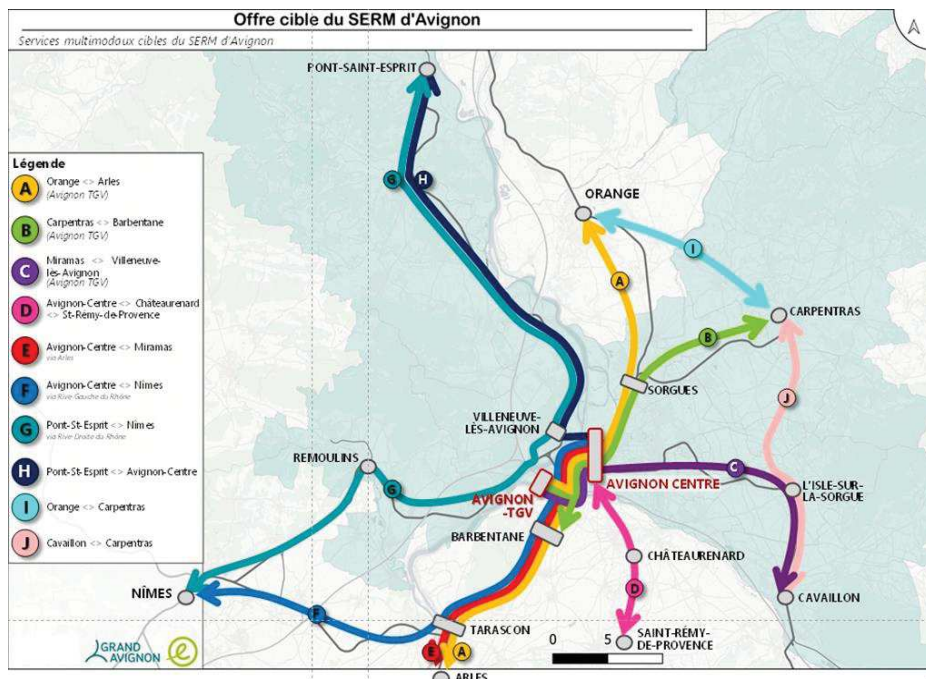 Offre cible du SERM d'Avignon
Services multimodaux cibles du SERM d'Avignon
PONT-SAINT-ESPRIT
Légende
A
Orange <> Arles
(Avignon TGV)
B
Carpentras <> Barbentane
(Avignon TGV)
C
Miramas <> Villeneuve-
lès-Avignon
(Avignon TGV)
D
Avignon-Centre <> Châteaurenard
<> St-Rémy-de-Provence
E
Avignon-Centre <> Miramas
via Arles
F
Avignon-Centre <> Nîmes
via Rive Gauche du Rhône
G
Pont-St-Esprit <> Nîmes
via Rive Droite du Rhône
H
Pont-St-Esprit <> Avignon-Centre
I
Orange <> Carpentras
J
Cavaillon <> Carpentras
G
H
ORANGE
I
A
CARPENTRAS
B
SORGUES
J
VILLENEUVE-
LÈS-AVIGNON
REMOULINS
G
C
AVIGNON CENTRE
L'ISLE-SUR-
LA-SORGUE
AVIGNON
-TGV
BARBENTANE
CHÂTEAURENARD
D
NÎMES
CAVAILLON
F
TARASCON
SAINT-RÉMY-
DE-PROVENCE
0 5
E
A
ARLES
GRAND
AVIGNON
e